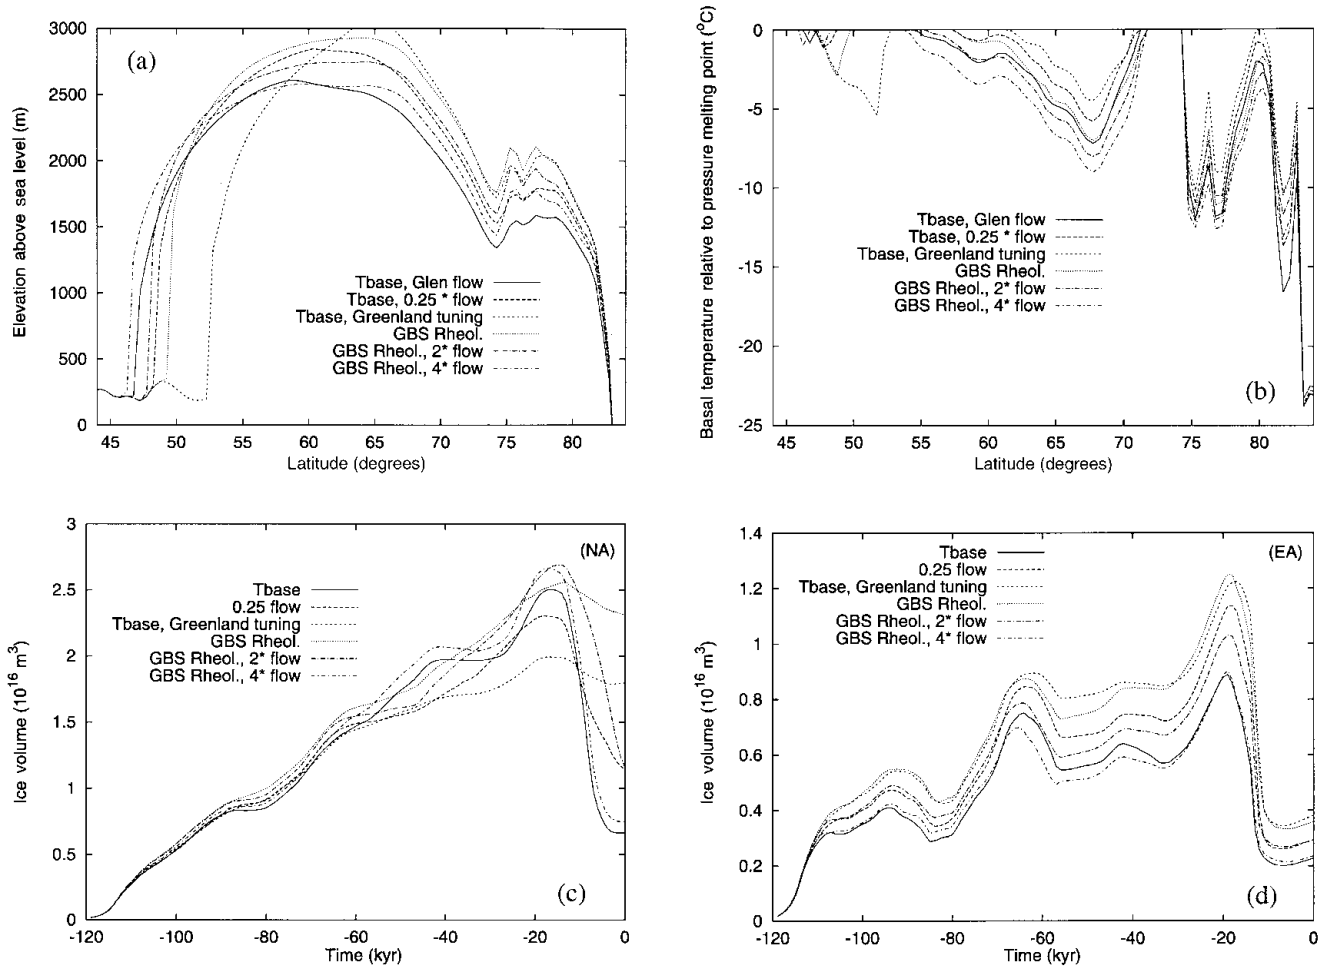 (a)
Elevation above sea level (m)
3000
2500
2000
1500
1000
500
0
Tbase, Glen flow
Tbase, 0.25 * flow
Tbase, Greenland tuning
GBS Rheol.
GBS Rheol., 2* flow
GBS Rheol., 4* flow
45 50 55 60 65 70 75 80
Latitude (degrees)
Basal temperature relative to pressure melting point (°C)
0
-5
-10
-15
-20
-25
Tbase, Glen flow
Tbase, 0.25 * flow
Tbase, Greenland tuning
GBS Rheol.
GBS Rheol., 2* flow
GBS Rheol., 4* flow
(b)
45 50 55 60 65 70 75 80
Latitude (degrees)
Ice volume (10^16 m^3)
3
2.5
2
1.5
1
0.5
0
(NA)
Tbase
0.25 flow
Tbase, Greenland tuning
GBS Rheol.
GBS Rheol., 2* flow
GBS Rheol., 4* flow
(c)
-120 -100 -80 -60 -40 -20 0
Time (kyr)
Ice volume (10^16 m^3)
1.4
1.2
1
0.8
0.6
0.4
0.2
0
(EA)
Tbase
0.25 flow
Tbase, Greenland tuning
GBS Rheol.
GBS Rheol., 2* flow
GBS Rheol., 4* flow
(d)
-120 -100 -80 -60 -40 -20 0
Time (kyr)